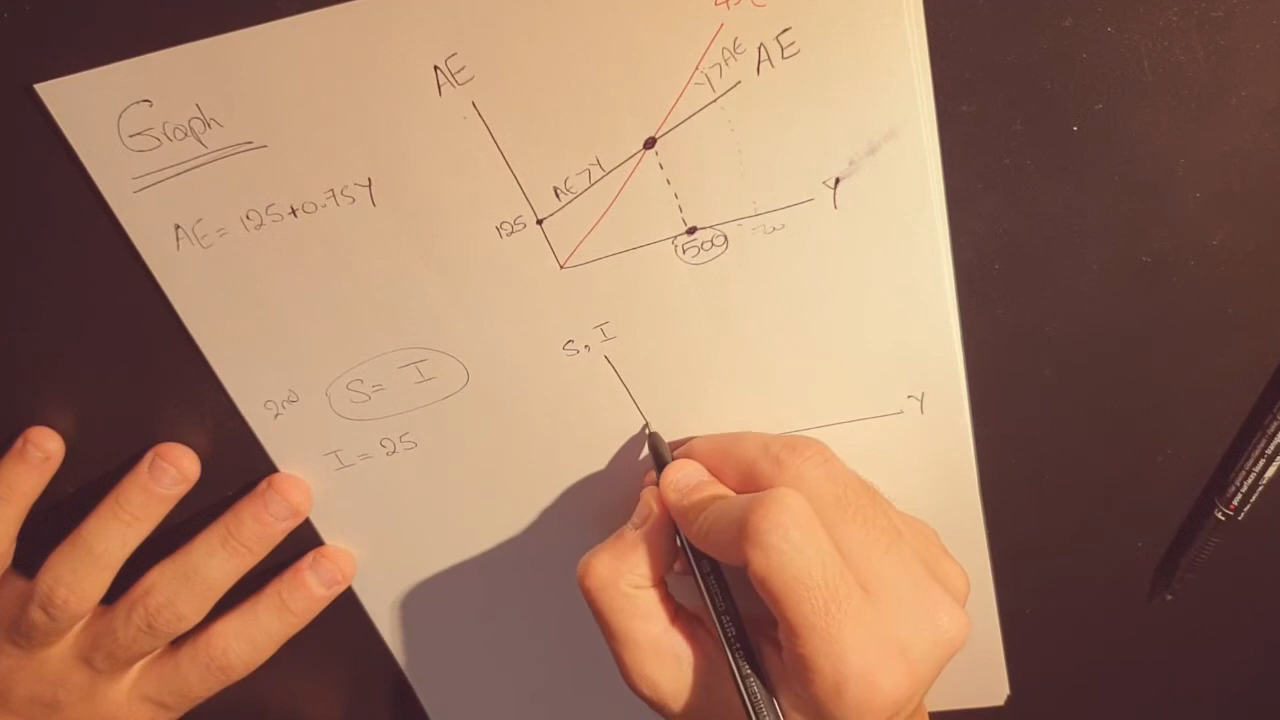 Graph
AE = 125+0.75Y
AE
AE
Y>AE
AE>Y
125
500
Y
2nd S= I
I = 25
S, I
Y